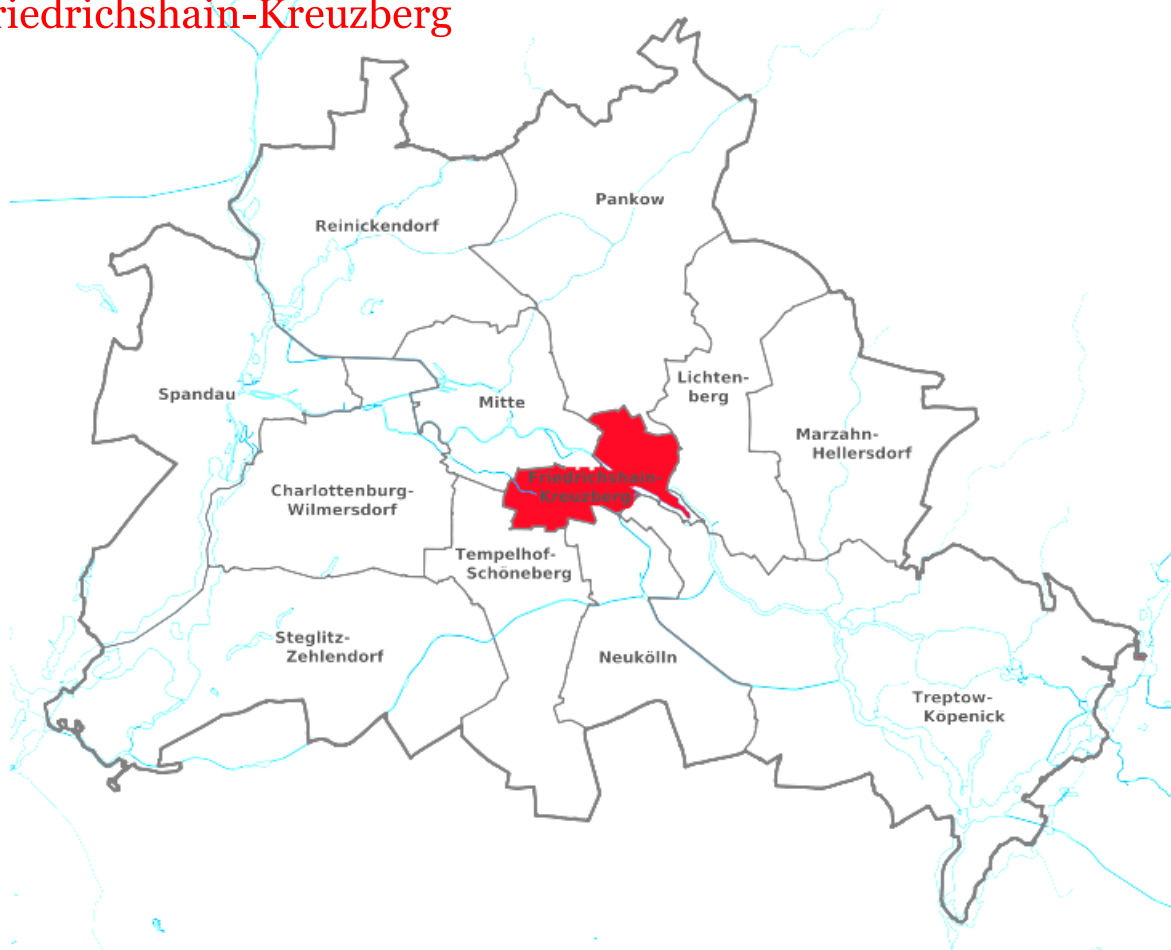 riedrichshain-Kreuzberg
Pankow
Reinickendorf
Lichten-
berg
Spandau
Mitte
Marzahn-
Hellersdorf
Friedrichshain-
Kreuzberg
Charlottenburg-
Wilmersdorf
Tempelhof-
Schöneberg
Steglitz-
Zehlendorf
Neukölln
Treptow-
Köpenick